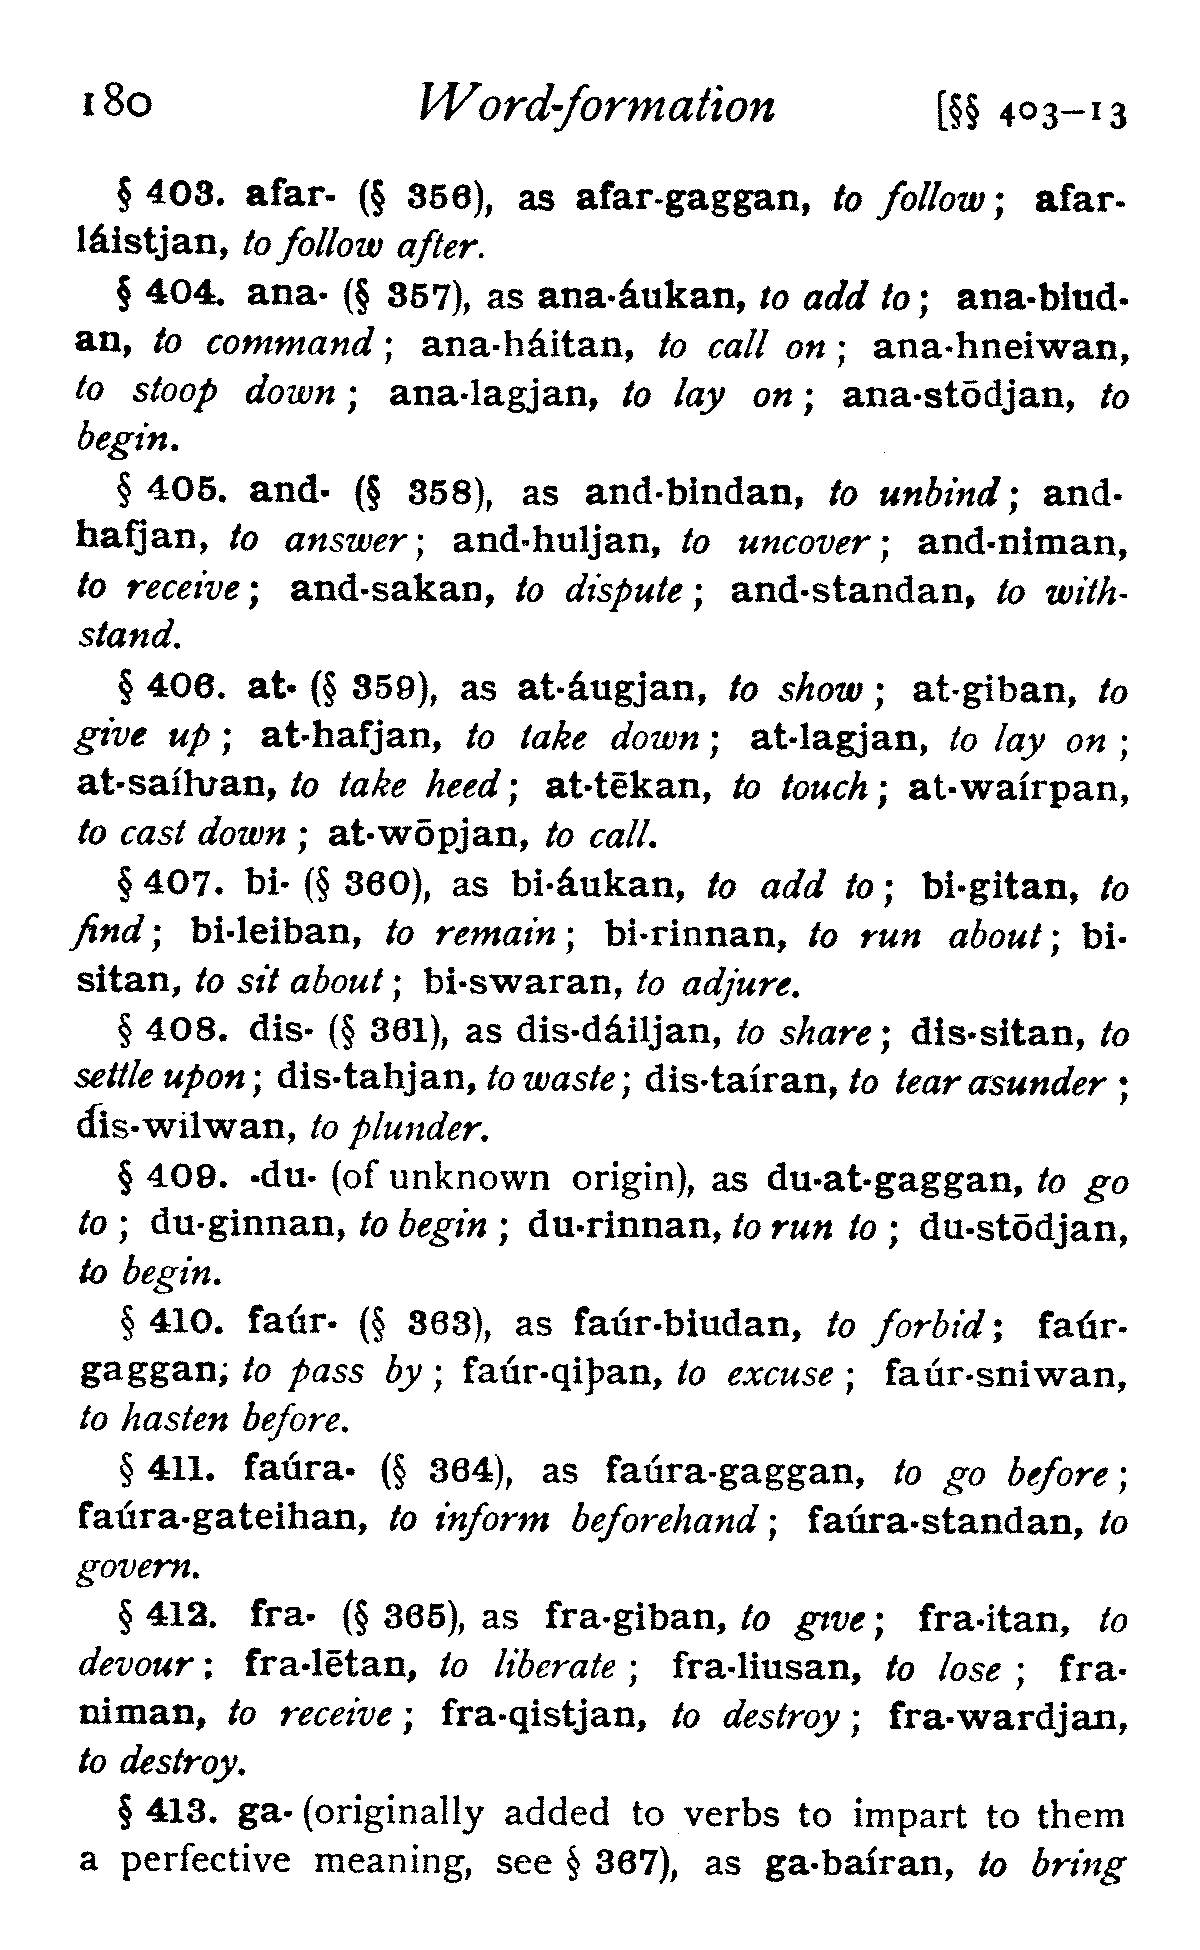 180 Word-formation [§§ 403-13
§ 403. afar- (§ 356), as afar-gaggan, to follow; afar-
láistjan, to follow after.
§ 404. ana- (§ 357), as ana-áukan, to add to; ana-biud-
an, to command; ana-háitan, to call on; ana-hneiwan,
to stoop down; ana-lagjan, to lay on; ana-stōdjan, to
begin.
§ 405. and- (§ 358), as and-bindan, to unbind; and-
hafjan, to answer; and-huljan, to uncover; and-niman,
to receive; and-sakan, to dispute; and-standan, to with-
stand.
§ 406. at- (§ 359), as at-áugjan, to show; at-giban, to
give up; at-hafjan, to take down; at-lagjan, to lay on;
at-saíƕan, to take heed; at-tēkan, to touch; at-waírpan,
to cast down; at-wōpjan, to call.
§ 407. bi- (§ 360), as bi-áukan, to add to; bi-gitan, to
find; bi-leiban, to remain; bi-rinnan, to run about; bi-
sitan, to sit about; bi-swaran, to adjure.
§ 408. dis- (§ 361), as dis-dáiljan, to share; dis-sitan, to
settle upon; dis-tahjan, to waste; dis-taíran, to tear asunder;
dis-wilwan, to plunder.
§ 409. -du- (of unknown origin), as du-at-gaggan, to go
to; du-ginnan, to begin; du-rinnan, to run to; du-stōdjan,
to begin.
§ 410. faúr- (§ 363), as faúr-biudan, to forbid; faúr-
gaggan; to pass by; faúr-qiþan, to excuse; faúr-sniwan,
to hasten before.
§ 411. faúra- (§ 364), as faúra-gaggan, to go before;
faúra-gateihan, to inform beforehand; faúra-standan, to
govern.
§ 412. fra- (§ 365), as fra-giban, to give; fra-itan, to
devour: fra-lētan, to liberate; fra-liusan, to lose; fra-
niman, to receive; fra-qistjan, to destroy; fra-wardjan,
to destroy.
§ 413. ga- (originally added to verbs to impart to them
a perfective meaning, see § 367), as ga-baíran, to bring